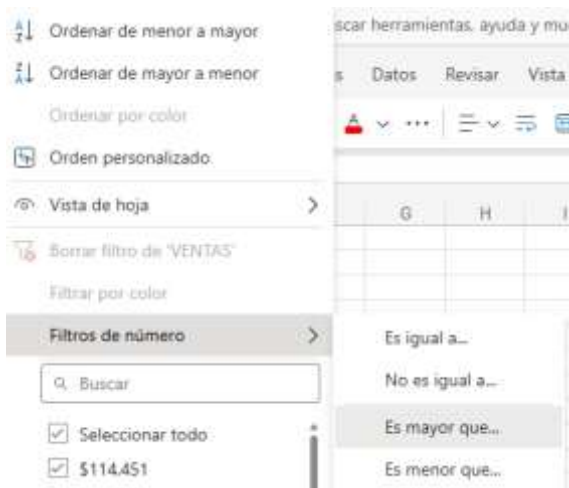 Ordenar de menor a mayor
Ordenar de mayor a menor
Ordenar por color
Orden personalizado
Vista de hoja
Borrar filtro de 'VENTAS'
Filtrar por color
Filtros de número
Buscar
Seleccionar todo
$114.451
scar herramientas, ayuda y mu
s Datos Revisar Vista
G H I
Es igual a...
No es igual a...
Es mayor que...
Es menor que...